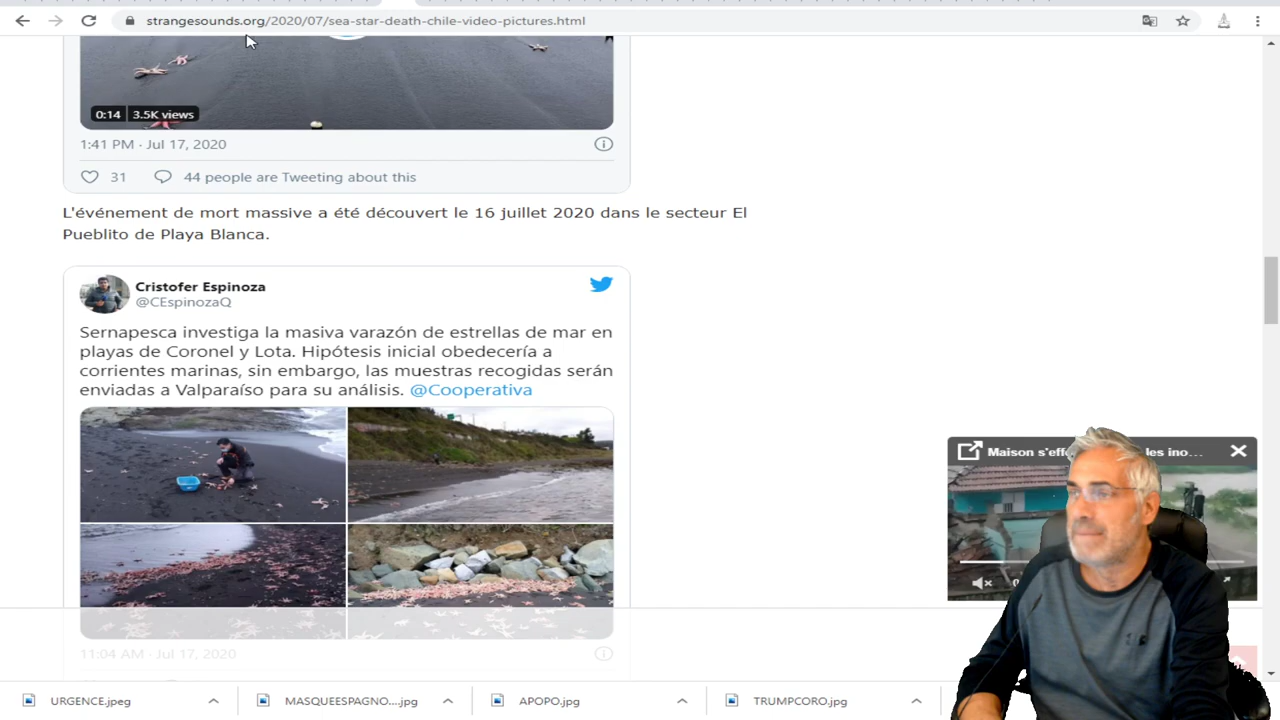 strangesounds.org/2020/07/sea-star-death-chile-video-pictures.html
0:14 3.5K views
1:41 PM · Jul 17, 2020
31 44 people are Tweeting about this
L'événement de mort massive a été découvert le 16 juillet 2020 dans le secteur El
Pueblito de Playa Blanca.
Cristofer Espinoza
@CEspinozaQ
Sernapesca investiga la masiva varazón de estrellas de mar en
playas de Coronel y Lota. Hipótesis inicial obedecería a
corrientes marinas, sin embargo, las muestras recogidas serán
enviadas a Valparaíso para su análisis. @Cooperativa
Maison s'eff les ino...
11:04 AM · Jul 17, 2020
URGENCE.jpeg
MASQUEESPAGNO....jpg
APOPO.jpg
TRUMPCORO.jpg